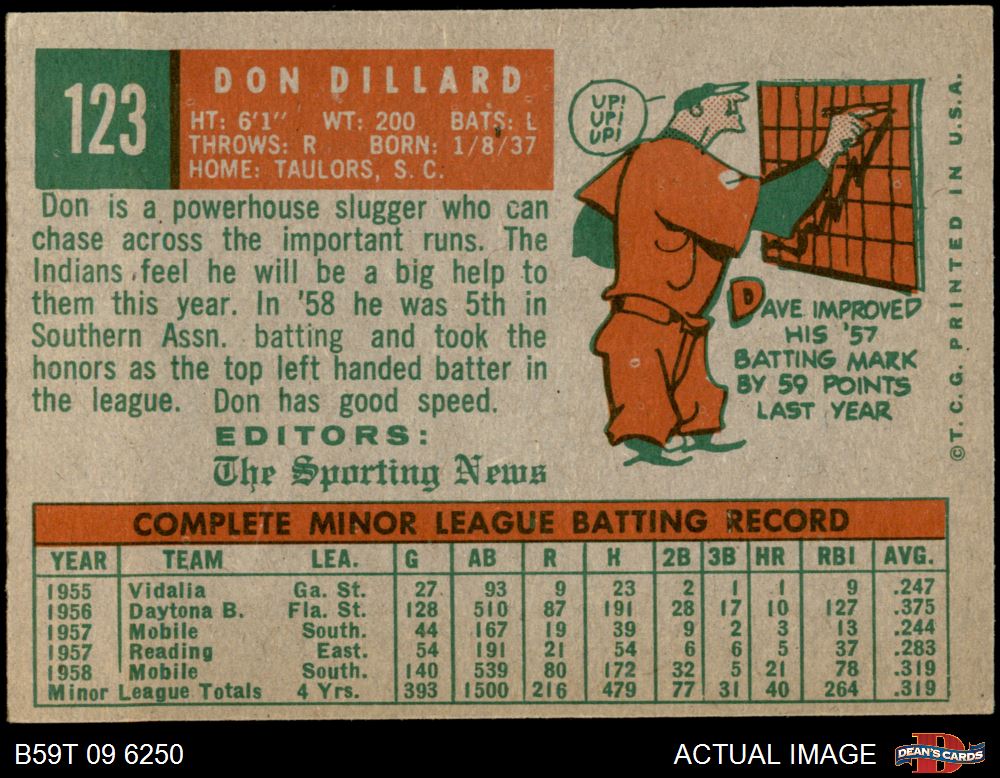 123
DON DILLARD
HT: 6'1" WT: 200 BATS: L
THROWS: R BORN: 1/8/37
HOME: TAULORS, S. C.
Don is a powerhouse slugger who can
chase across the important runs. The
Indians feel he will be a big help to
them this year. In '58 he was 5th in
Southern Assn. batting and took the
honors as the top left handed batter in
the league. Don has good speed.
EDITORS:
The Sporting News
UP!
UP!
UP!
DAVE IMPROVED
HIS '57
BATTING MARK
BY 59 POINTS
LAST YEAR
©T. C. G. PRINTED IN U.S.A.
COMPLETE MINOR LEAGUE BATTING RECORD
YEAR TEAM LEA. G AB R H 2B 3B HR RBI AVG.
1955 Vidalia Ga. St. 27 93 9 23 2 1 1 9 .247
1956 Daytona B. Fla. St. 128 510 87 191 28 17 10 127 .375
1957 Mobile South. 44 167 19 39 9 2 3 13 .244
1957 Reading East. 54 191 21 54 6 6 5 37 .283
1958 Mobile South. 140 539 80 172 32 5 21 78 .319
Minor League Totals 4 Yrs. 393 1500 216 479 77 31 40 264 .319
B59T 09 6250
ACTUAL IMAGE
DEAN'S CARDS